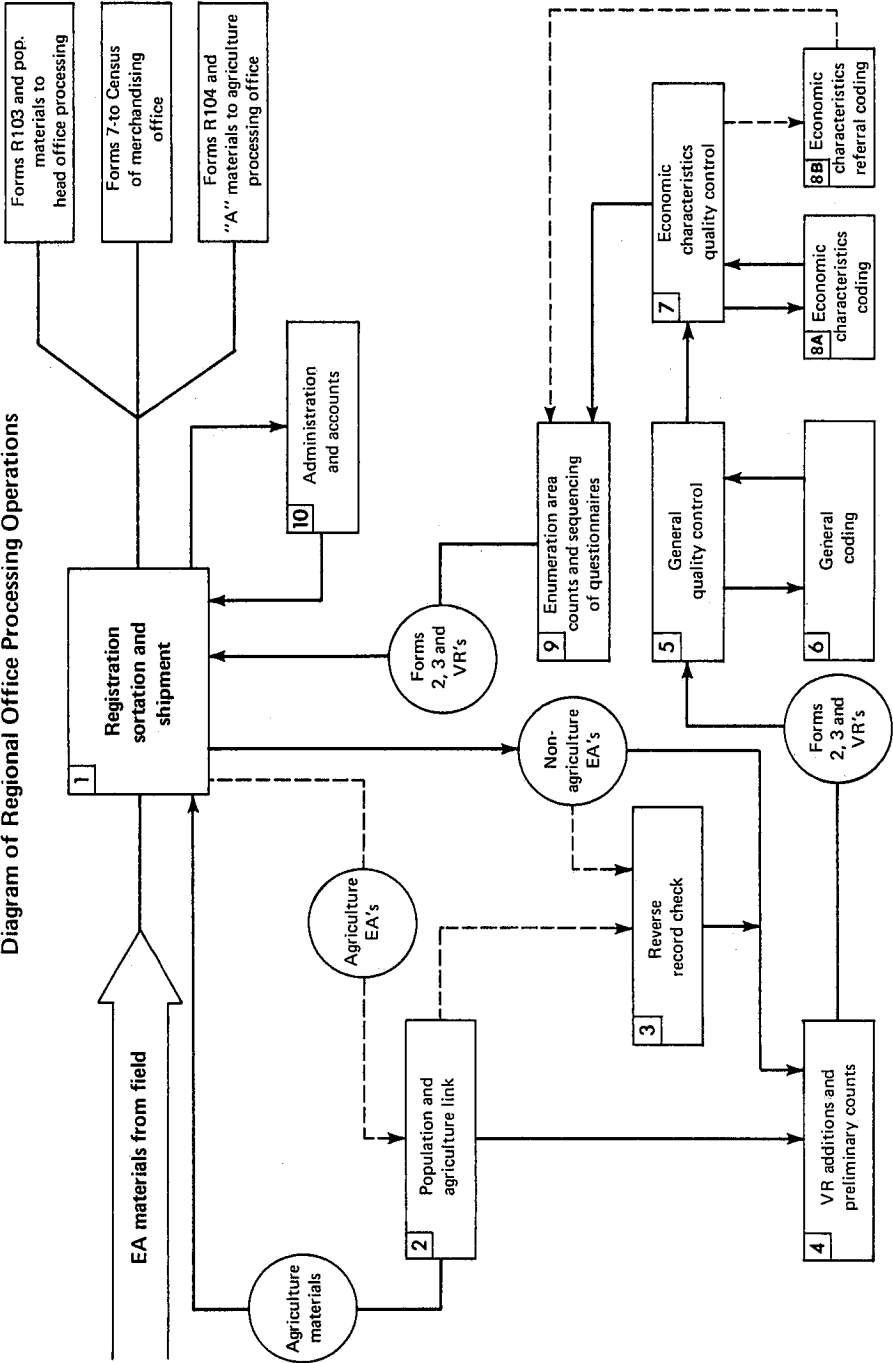 Diagram of Regional Office Processing Operations
EA materials from field
1
Registration
sortation and
shipment
Forms R103 and pop.
materials to
head office processing
Forms 7-to Census
of merchandising
office
Forms R104 and
"A" materials to agriculture
processing office
10
Administration
and accounts
Agriculture
materials
Agriculture
EA's
Non-
agriculture
EA's
Forms
2, 3 and
VR's
2
Population and
agriculture link
3
Reverse
record check
4
VR additions and
preliminary counts
Forms
2, 3 and
VR's
9
Enumeration area
counts and sequencing
of questionnaires
5
General
quality control
6
General
coding
7
Economic
characteristics
quality control
8A
Economic
characteristics
coding
8B
Economic
characteristics
referral coding